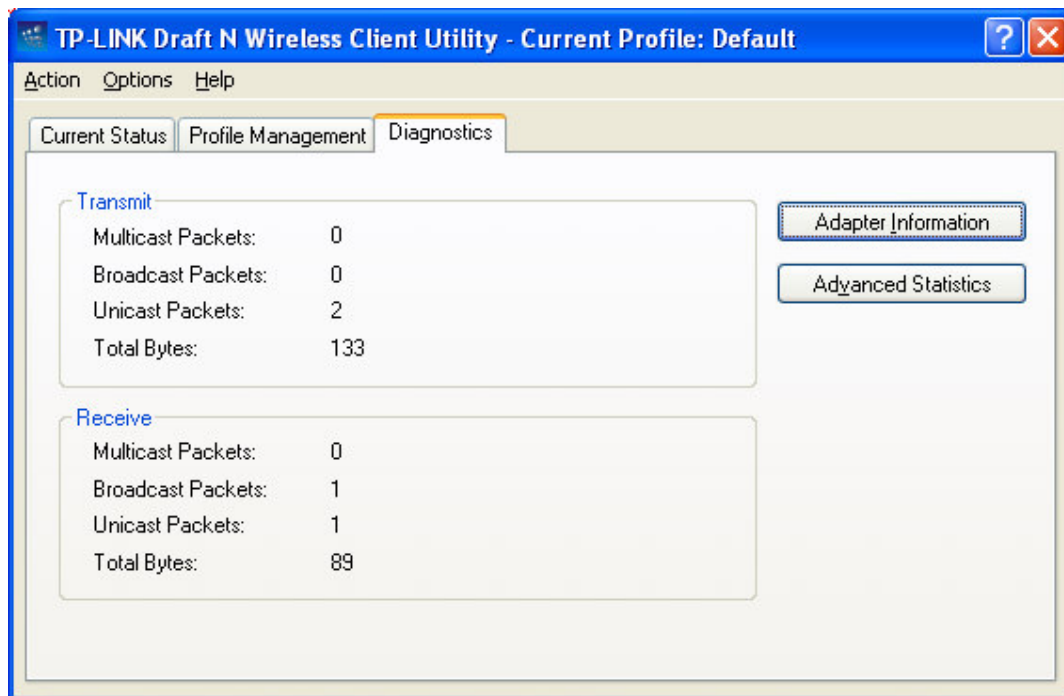 TP-LINK Draft N Wireless Client Utility - Current Profile: Default
Action Options Help
Current Status Profile Management Diagnostics
Transmit
Multicast Packets: 0
Broadcast Packets: 0
Unicast Packets: 2
Total Bytes: 133
Adapter Information
Advanced Statistics
Receive
Multicast Packets: 0
Broadcast Packets: 1
Unicast Packets: 1
Total Bytes: 89